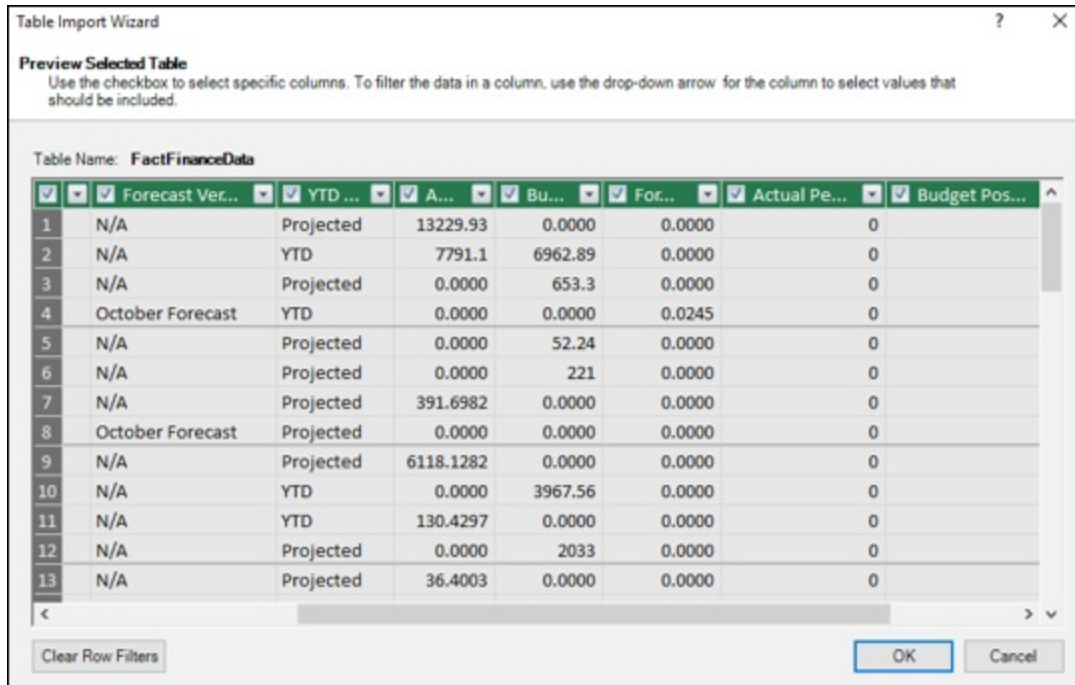 Table Import Wizard ? ×
Preview Selected Table
Use the checkbox to select specific columns. To filter the data in a column, use the drop-down arrow for the column to select values that
should be included.
Table Name: FactFinanceData
Forecast Ver... YTD ... A... Bu... For... Actual Pe... Budget Pos...
1 N/A Projected 13229.93 0.0000 0.0000 0
2 N/A YTD 7791.1 6962.89 0.0000 0
3 N/A Projected 0.0000 653.3 0.0000 0
4 October Forecast YTD 0.0000 0.0000 0.0245 0
5 N/A Projected 0.0000 52.24 0.0000 0
6 N/A Projected 0.0000 221 0.0000 0
7 N/A Projected 391.6982 0.0000 0.0000 0
8 October Forecast Projected 0.0000 0.0000 0.0000 0
9 N/A Projected 6118.1282 0.0000 0.0000 0
10 N/A YTD 0.0000 3967.56 0.0000 0
11 N/A YTD 130.4297 0.0000 0.0000 0
12 N/A Projected 0.0000 2033 0.0000 0
13 N/A Projected 36.4003 0.0000 0.0000 0
Clear Row Filters OK Cancel